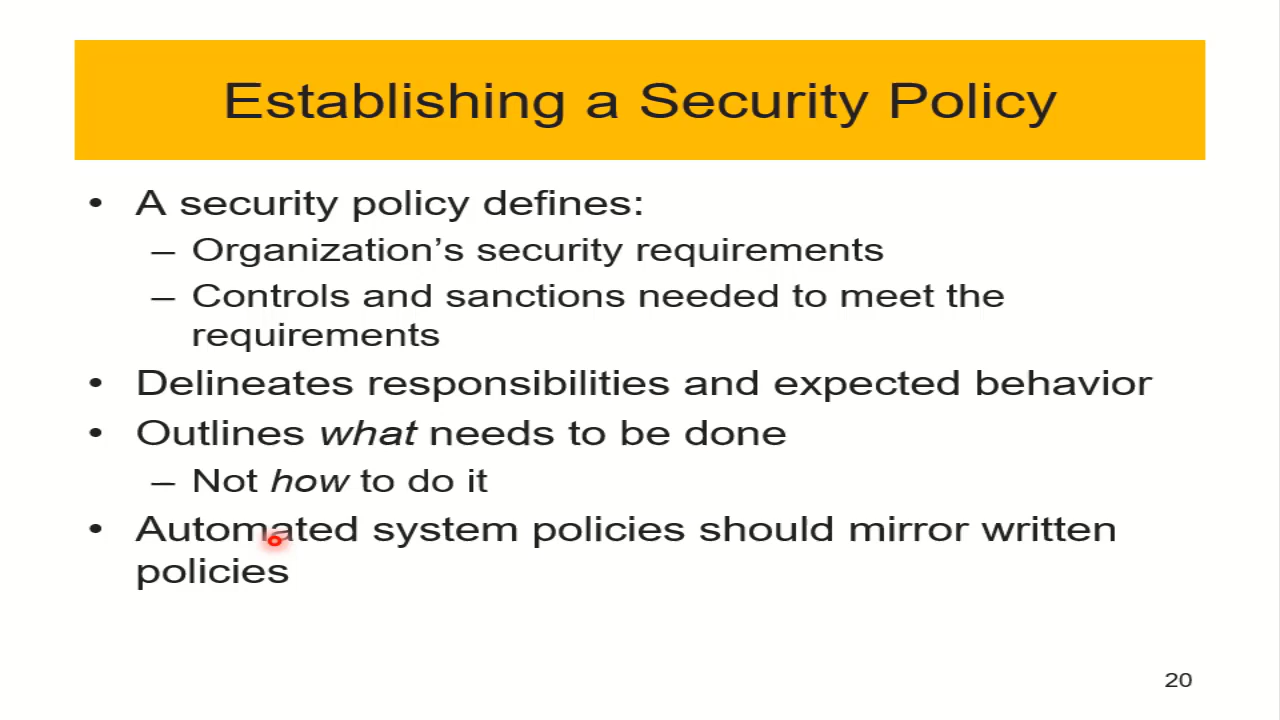 Establishing a Security Policy
• A security policy defines:
– Organization’s security requirements
– Controls and sanctions needed to meet the
requirements
• Delineates responsibilities and expected behavior
• Outlines what needs to be done
– Not how to do it
• Automated system policies should mirror written
policies
20